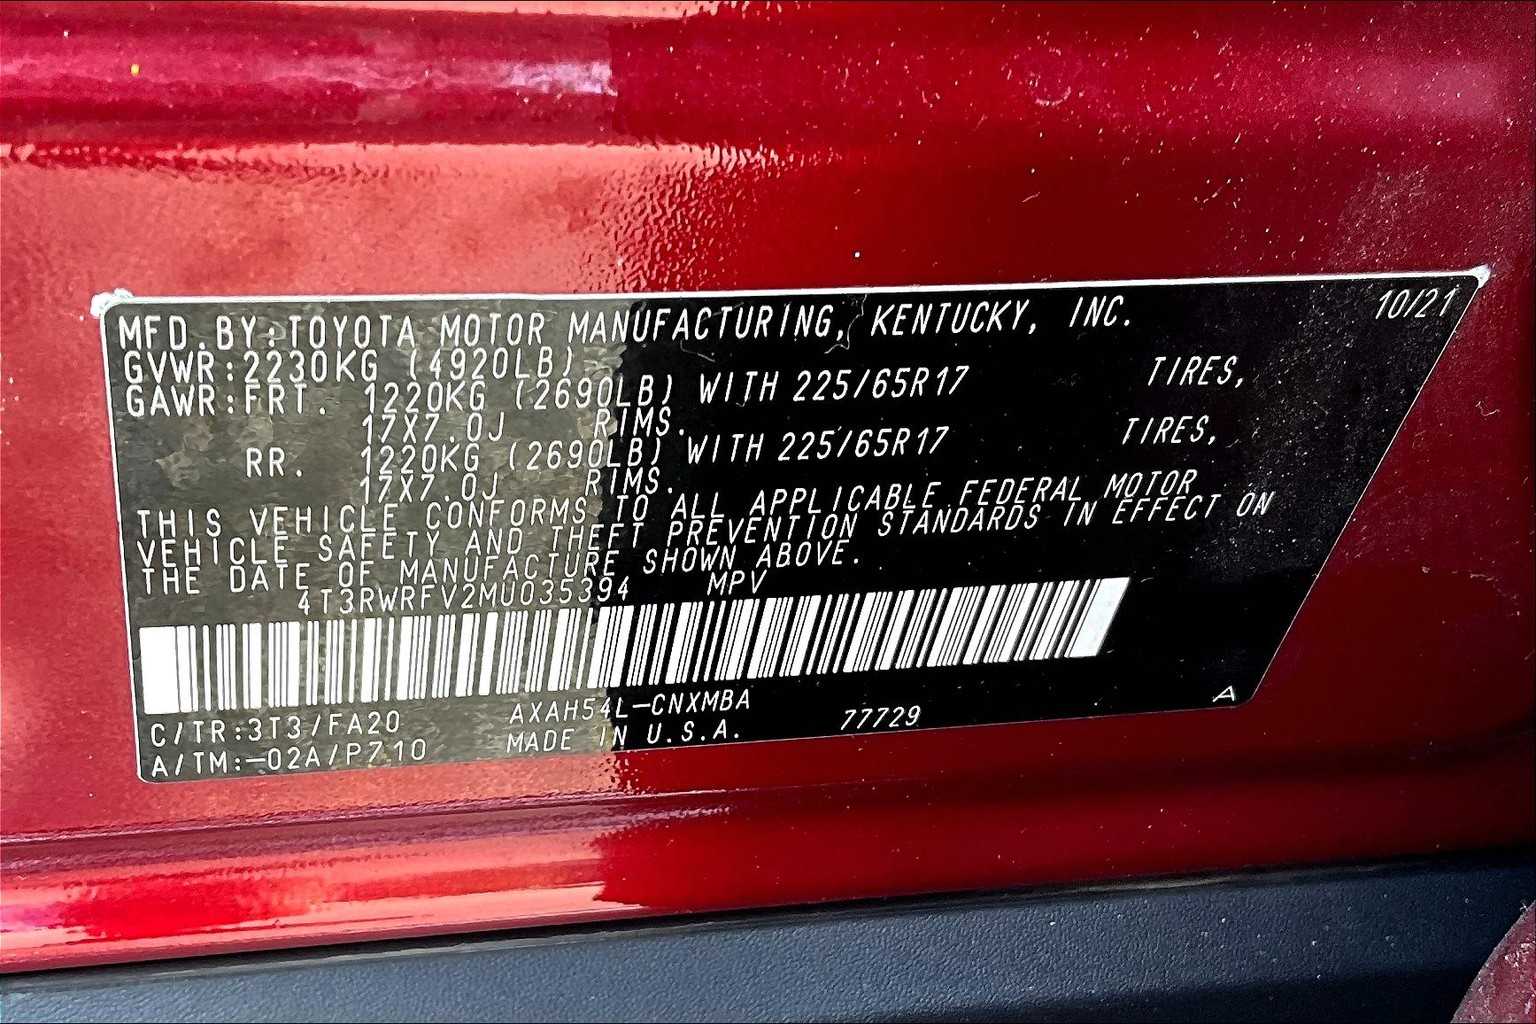 MFD.BY:TOYOTA MOTOR MANUFACTURING, KENTUCKY, INC. 10/21
GVWR:2230KG (4920LB)
GAWR:FRT. 1220KG (2690LB) WITH 225/65R17 TIRES,
17X7.0J RIMS.
RR. 1220KG (2690LB) WITH 225/65R17 TIRES,
17X7.0J RIMS.
THIS VEHICLE CONFORMS TO ALL APPLICABLE FEDERAL MOTOR
VEHICLE SAFETY AND THEFT PREVENTION STANDARDS IN EFFECT ON
THE DATE OF MANUFACTURE SHOWN ABOVE.
4T3RWRFV2MU035394 MPV
C/TR:3T3/FA20 AXAH54L-CNXMBA 77729 A
A/TM:-02A/P710 MADE IN U.S.A.